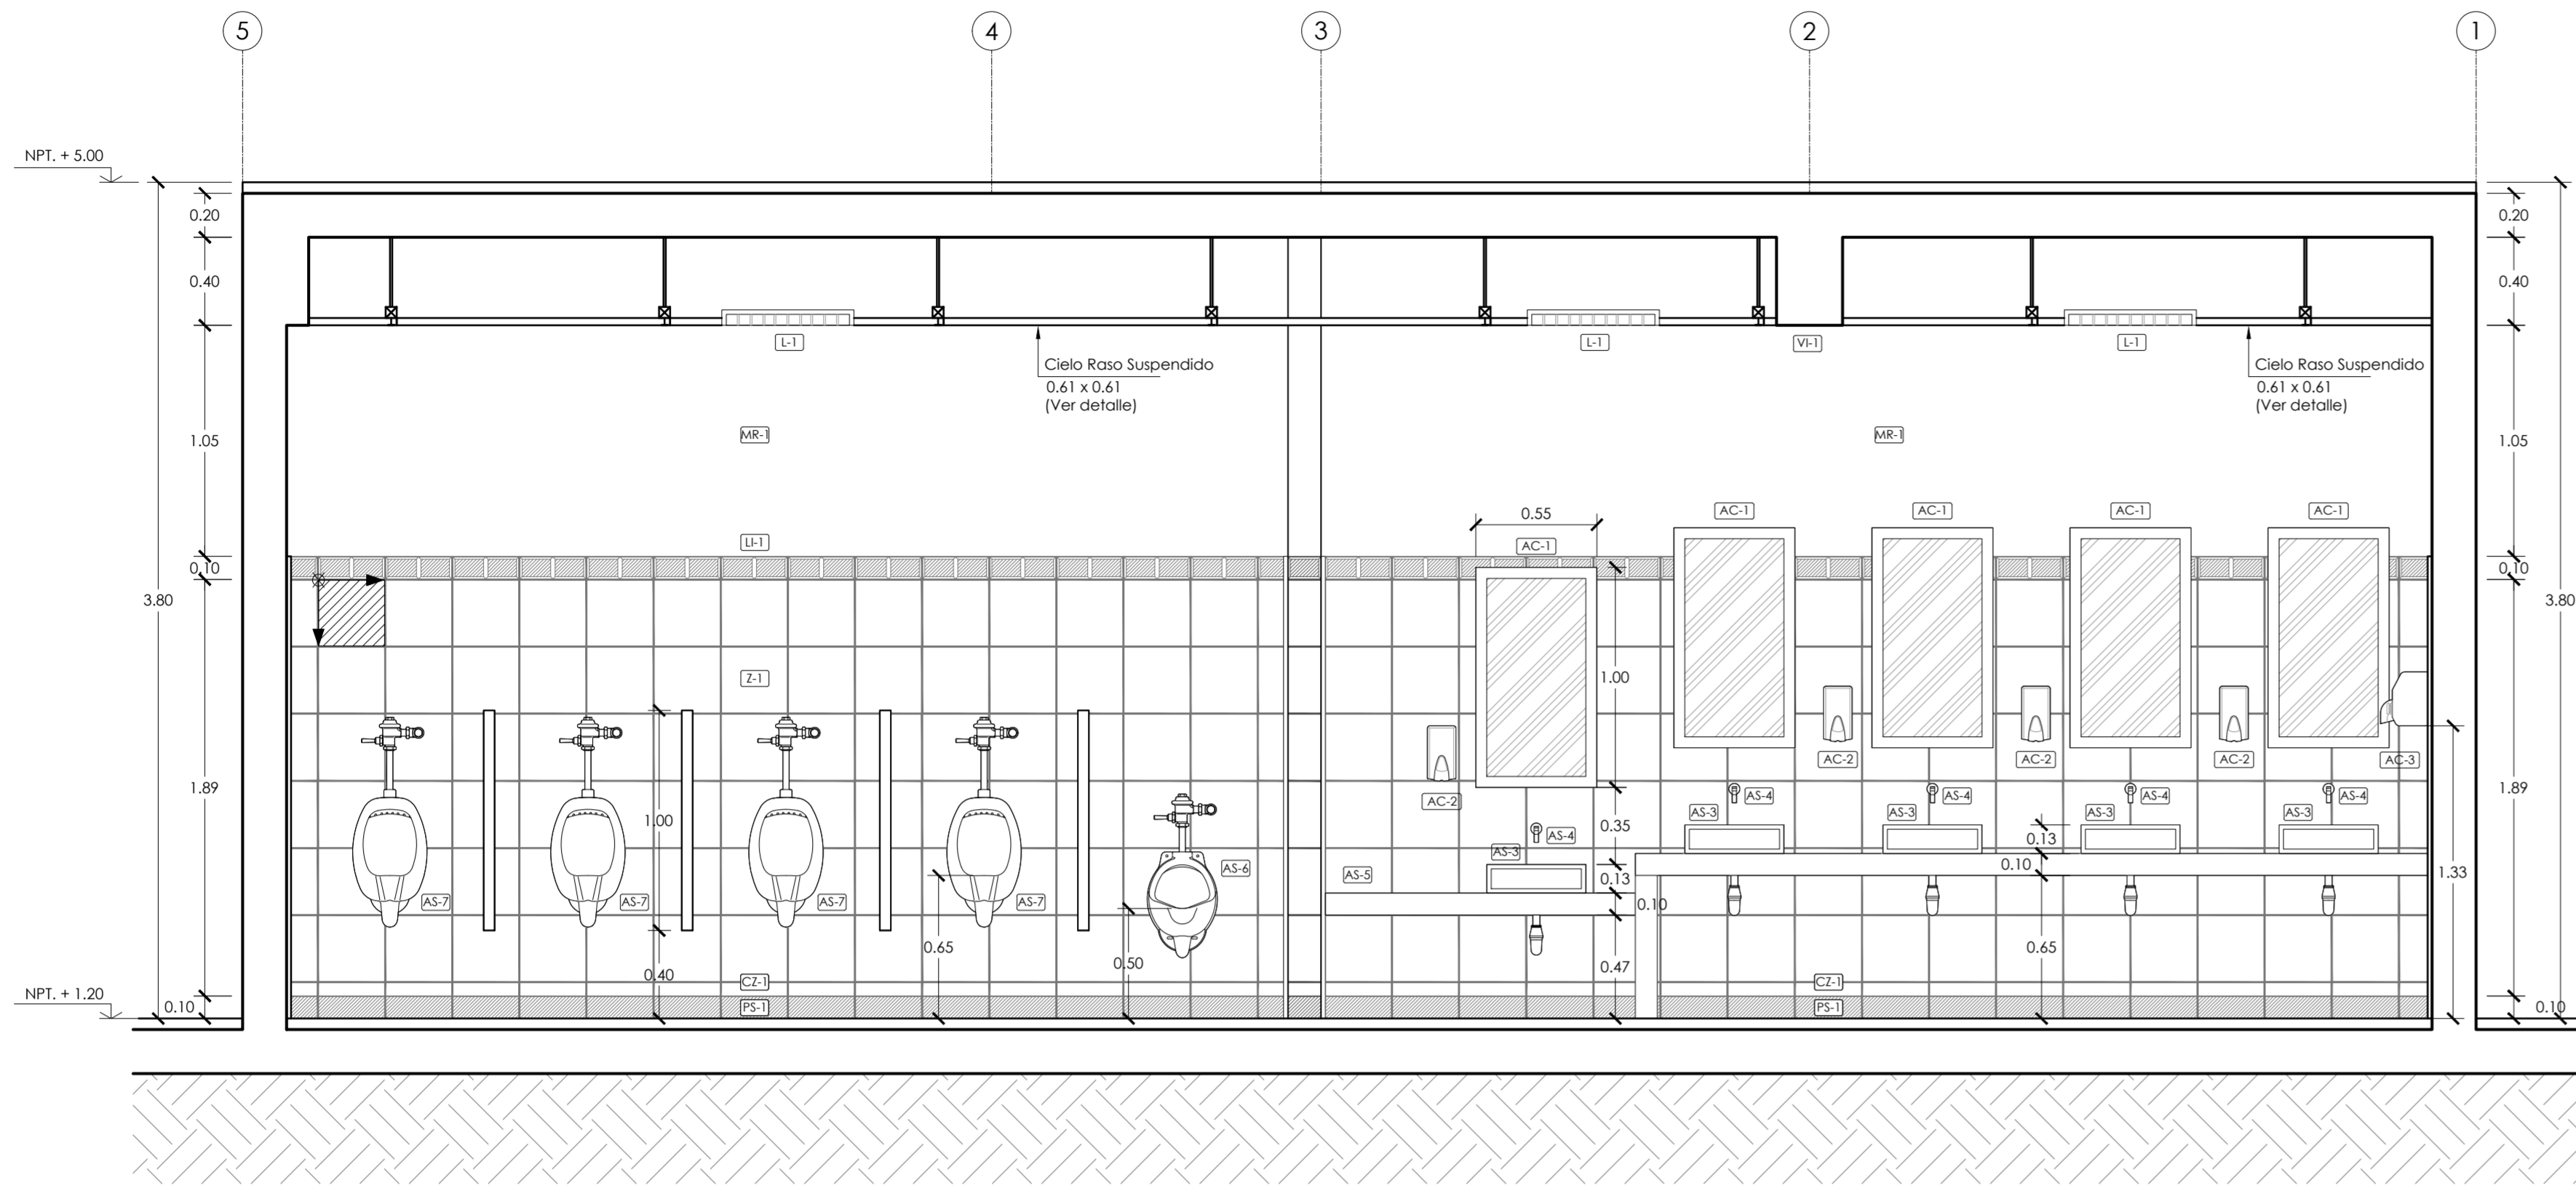 5
4
3
2
1
NPT. + 5.00
0.20
0.20
0.40
0.40
L-1
L-1
VI-1
L-1
Cielo Raso Suspendido
0.61 x 0.61
(Ver detalle)
Cielo Raso Suspendido
0.61 x 0.61
(Ver detalle)
1.05
MR-1
MR-1
1.05
0.55
AC-1
AC-1
AC-1
AC-1
LI-1
AC-1
0.10
0.10
3.80
3.80
Z-1
1.00
AC-2
AC-2
AC-2
AC-3
1.89
1.89
AC-2
AS-4
AS-4
AS-4
AS-4
AS-3
AS-3
AS-3
AS-3
1.00
0.35
AS-4
0.13
AS-3
AS-6
AS-5
0.13
0.10
1.33
AS-7
AS-7
AS-7
AS-7
0.10
0.65
0.65
0.50
0.47
0.40
CZ-1
CZ-1
NPT. + 1.20
0.10
PS-1
PS-1
0.10